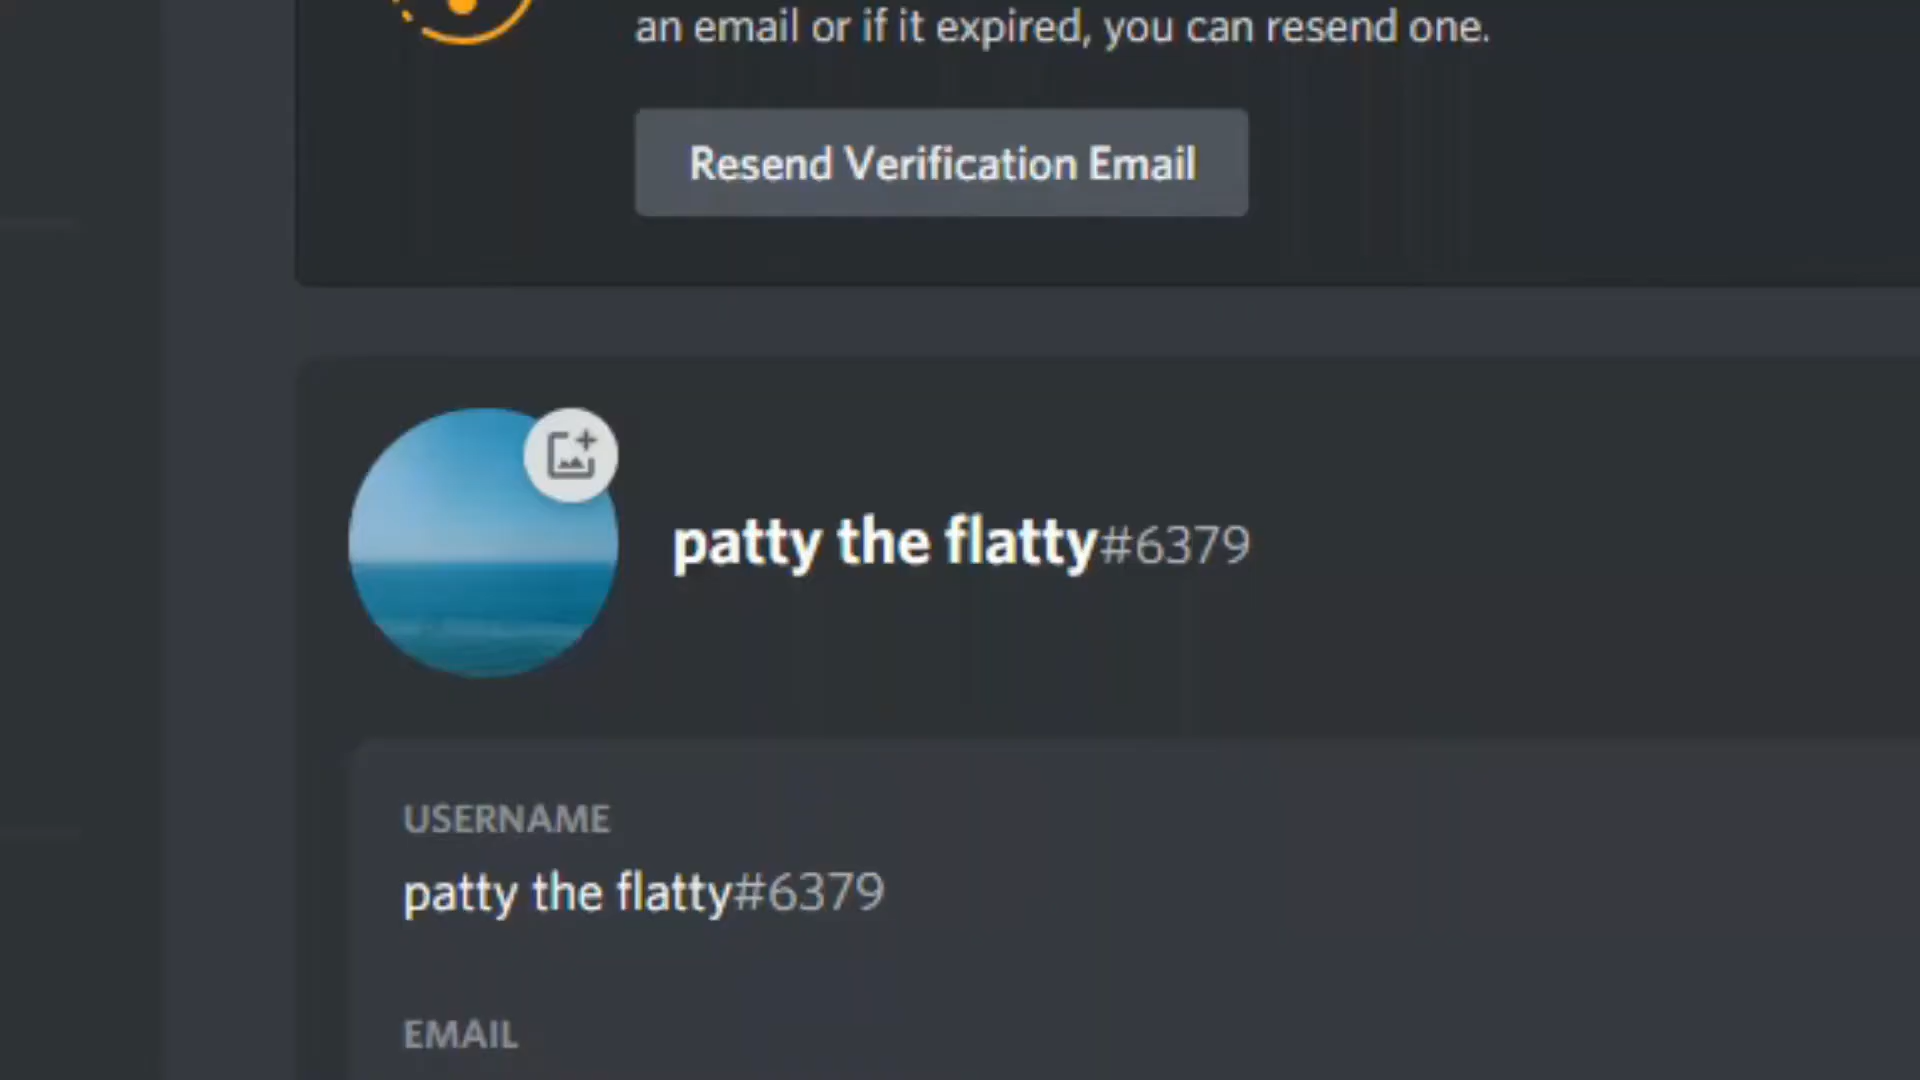 an email or if it expired, you can resend one.
Resend Verification Email
patty the flatty#6379
USERNAME
patty the flatty#6379
EMAIL